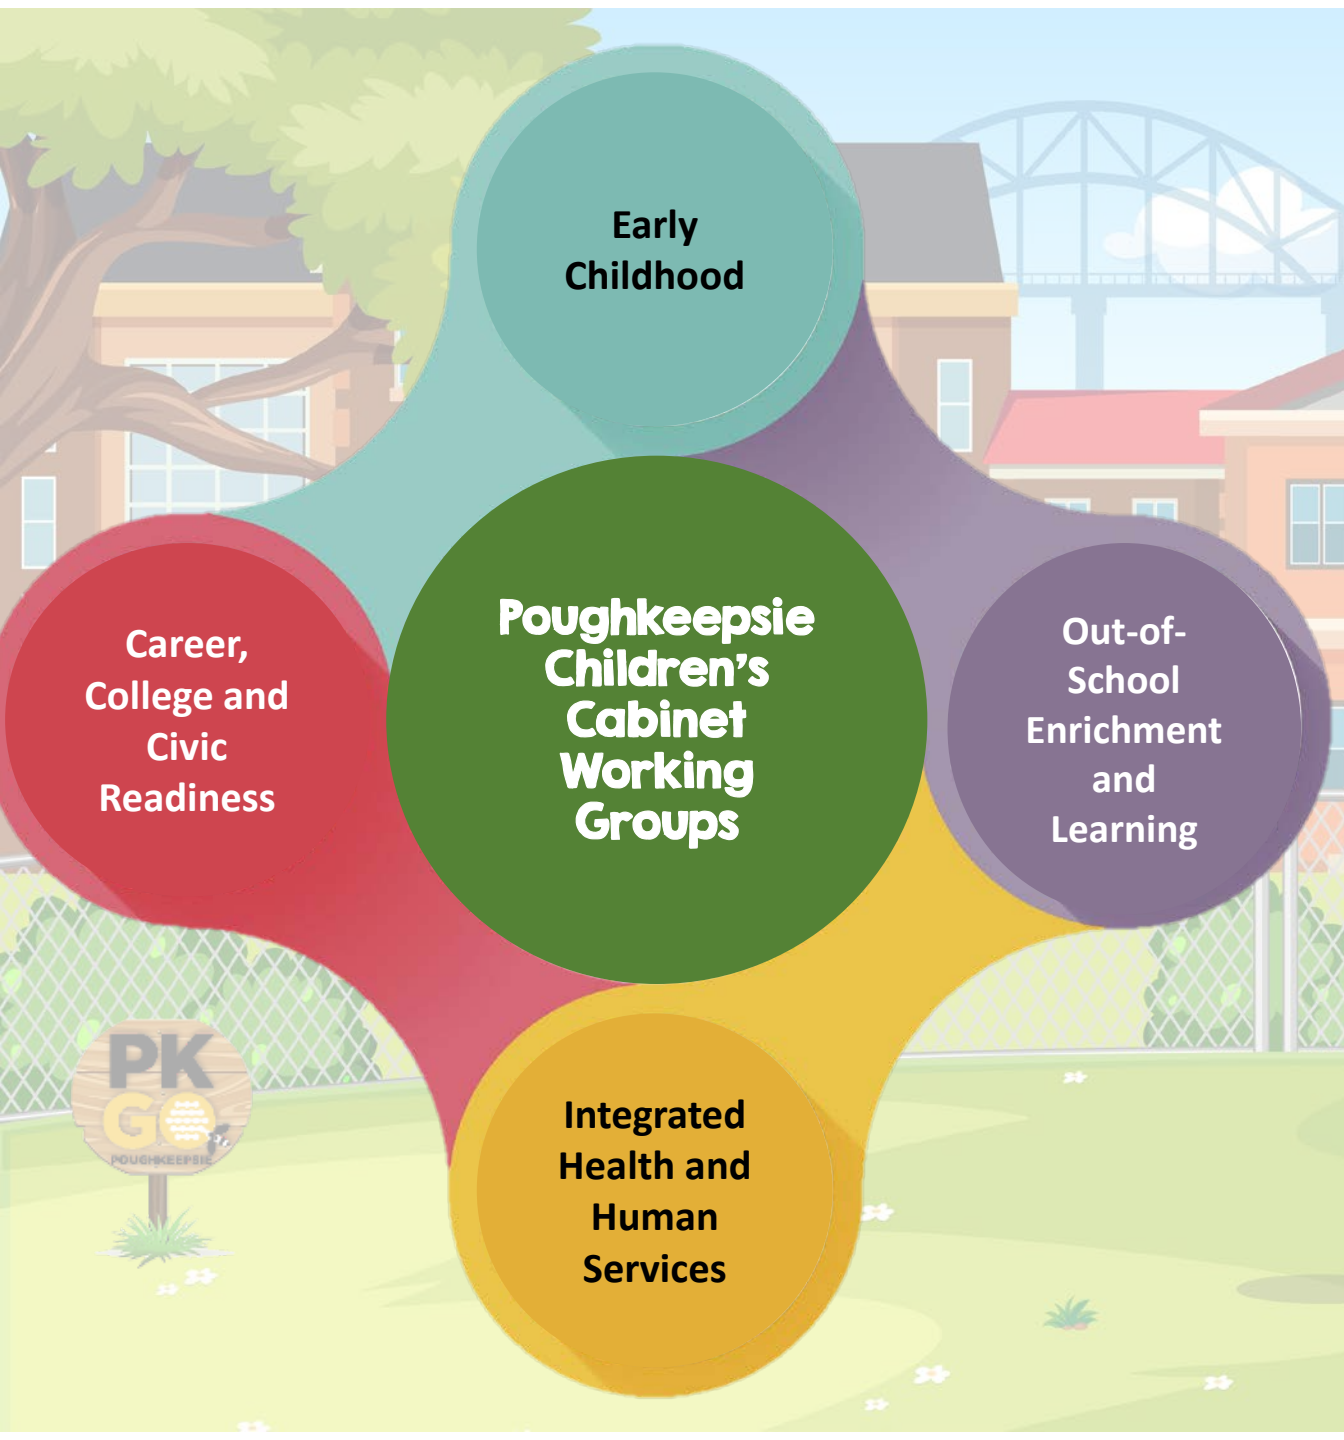 Early
Childhood
Poughkeepsie
Children's
Cabinet
Working
Groups
Career,
College and
Civic
Readiness
Out-of-
School
Enrichment
and
Learning
Integrated
Health and
Human
Services
PK
GO
POUGHKEEPSIE